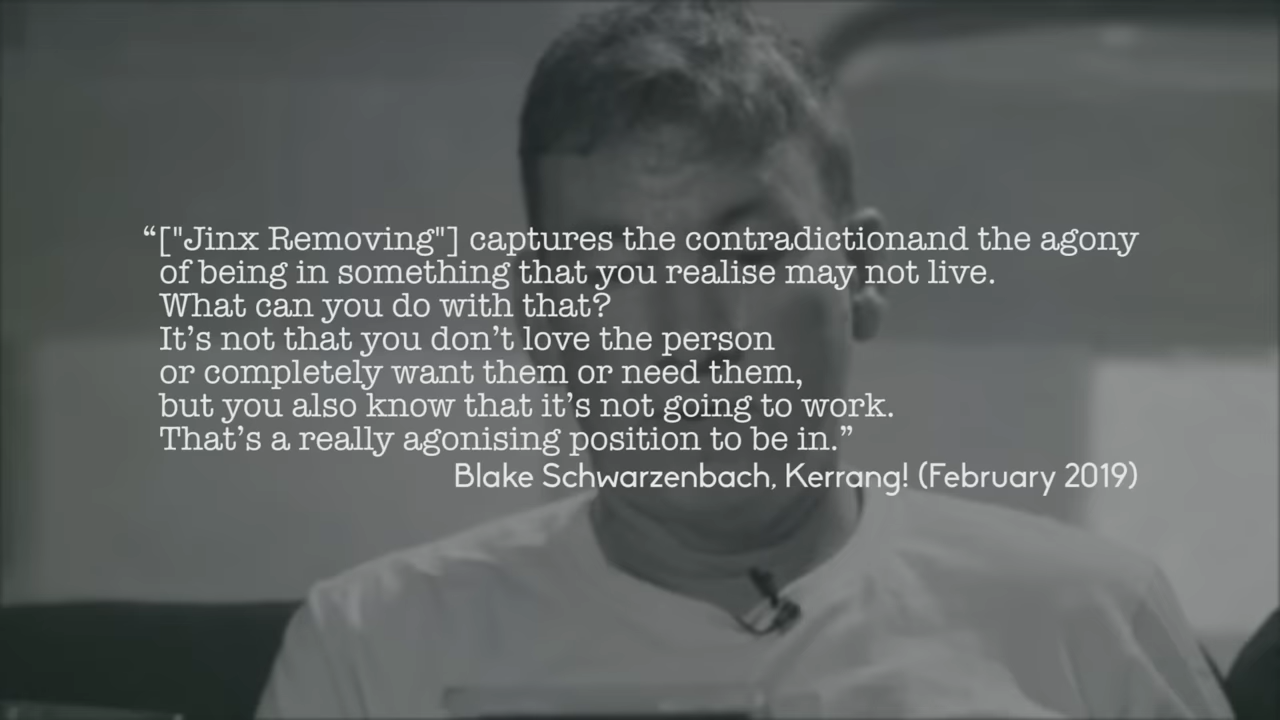 “["Jinx Removing"] captures the contradictionand the agony
of being in something that you realise may not live.
What can you do with that?
It’s not that you don’t love the person
or completely want them or need them,
but you also know that it’s not going to work.
That’s a really agonising position to be in.”
Blake Schwarzenbach, Kerrang! (February 2019)